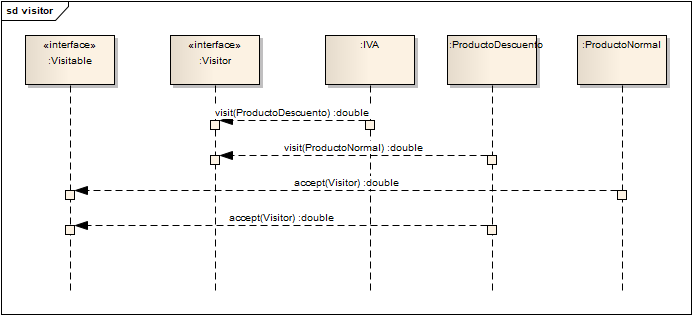 sd visitor
«interface»
:Visitable
«interface»
:Visitor
:IVA
:ProductoDescuento
:ProductoNormal
visit(ProductoDescuento) :double
visit(ProductoNormal) :double
accept(Visitor) :double
accept(Visitor) :double